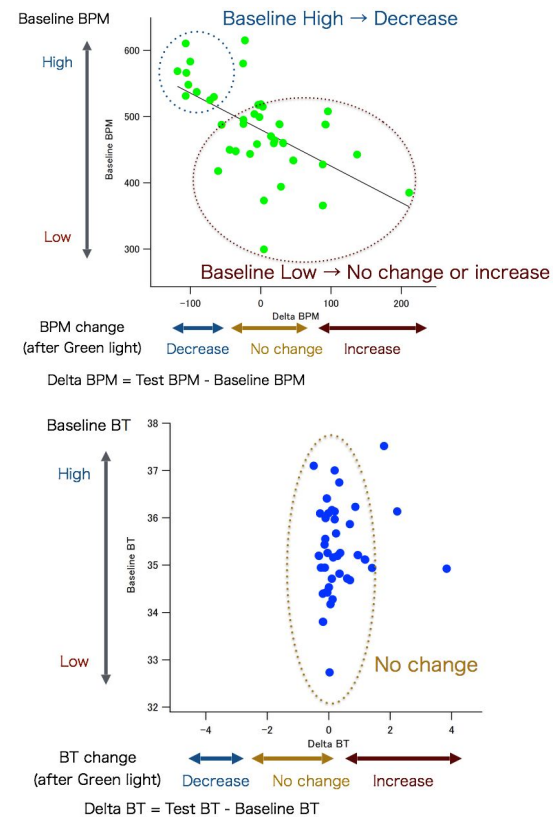 Baseline High → Decrease
Baseline BPM
600
High
500
Baseline BPM
400
Low
300
Baseline Low → No change or increase
−100 0 100 200
Delta BPM
BPM change
(after Green light)
Decrease No change Increase
Delta BPM = Test BPM - Baseline BPM
Baseline BT
38
High
37
36
Baseline BT
35
34
Low
No change
33
32
−4 −2 0 2 4
Delta BT
BT change
(after Green light)
Decrease No change Increase
Delta BT = Test BT - Baseline BT